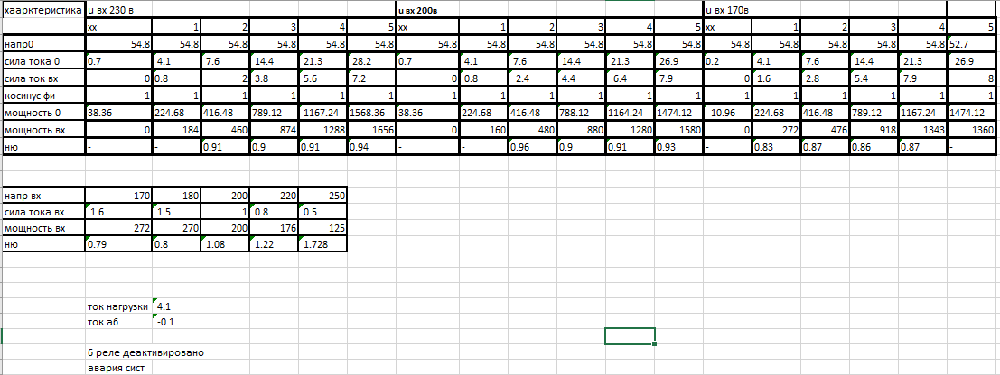 хаарктеристика u вх 230 в u вх 200в u вх 170в
хх 1 2 3 4 5 хх 1 2 3 4 5 хх 1 2 3 4 5
напр0 54.8 54.8 54.8 54.8 54.8 54.8 54.8 54.8 54.8 54.8 54.8 54.8 54.8 54.8 54.8 54.8 54.8 52.7
сила тока 0 0.7 4.1 7.6 14.4 21.3 28.2 0.7 4.1 7.6 14.4 21.3 26.9 0.2 4.1 7.6 14.4 21.3 26.9
сила ток вх 0 0.8 2 3.8 5.6 7.2 0 0.8 2.4 4.4 6.4 7.9 0 1.6 2.8 5.4 7.9 8
косинус фи 1 1 1 1 1 1 1 1 1 1 1 1 1 1 1 1 1 1
мощность 0 38.36 224.68 416.48 789.12 1167.24 1568.36 38.36 224.68 416.48 788.12 1164.24 1474.12 10.96 224.68 416.48 789.12 1167.24 1474.12
мощность вх 0 184 460 874 1288 1656 0 160 480 880 1280 1580 0 272 476 918 1343 1360
ню - - 0.91 0.9 0.91 0.94 - - 0.96 0.9 0.91 0.93 - 0.83 0.87 0.86 0.87 -
напр вх 170 180 200 220 250
сила тока вх 1.6 1.5 1 0.8 0.5
мощность вх 272 270 200 176 125
ню 0.79 0.8 1.08 1.22 1.728
ток нагрузки 4.1
ток аб -0.1
6 реле деактивировано
авария сист